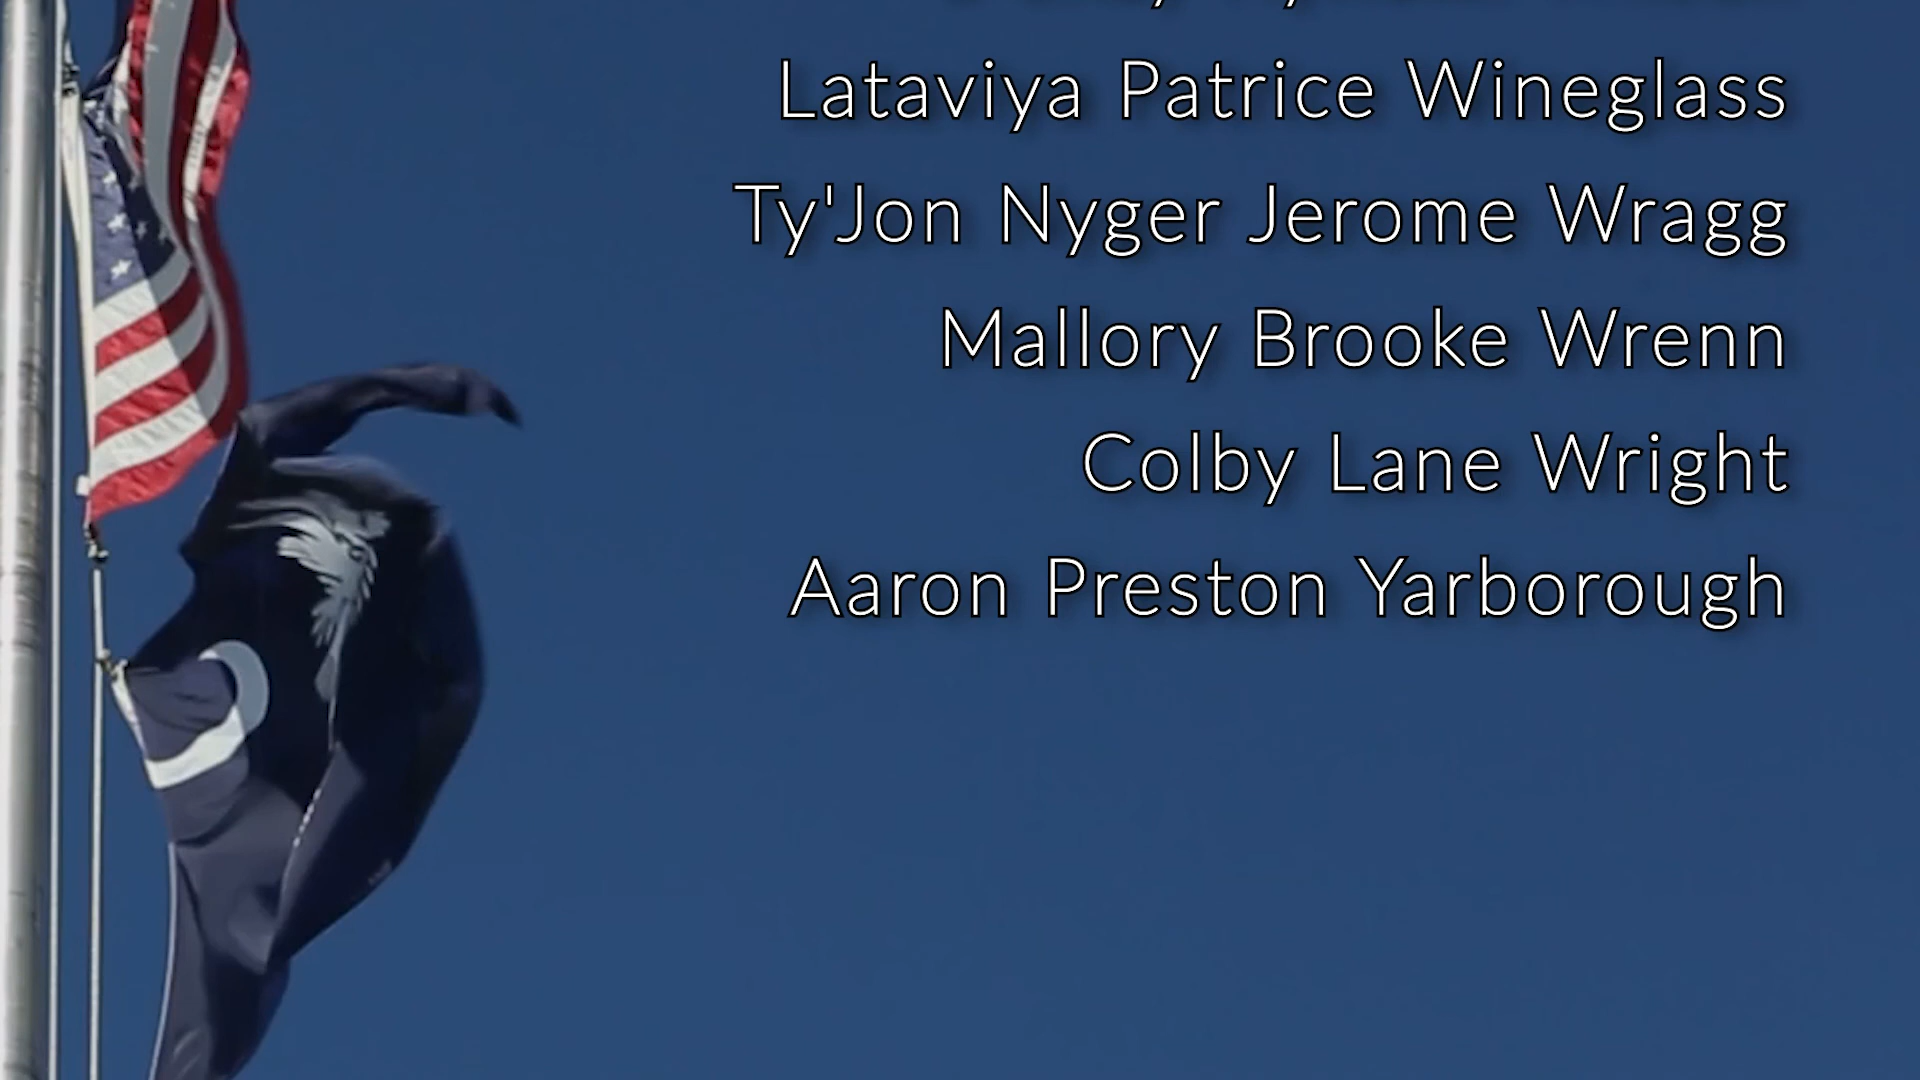 Lataviya Patrice Wineglass
Ty'Jon Nyger Jerome Wragg
Mallory Brooke Wrenn
Colby Lane Wright
Aaron Preston Yarborough